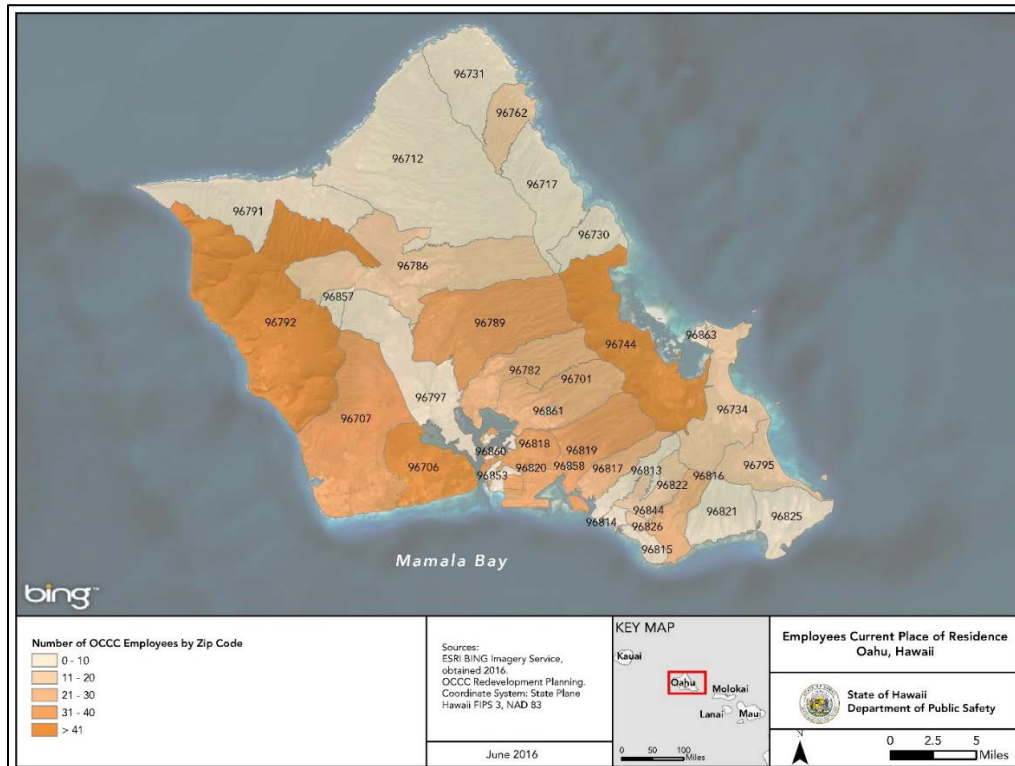 96731
96762
96712
96717
96791
96730
96786
96857
96789
96792
96744
96863
96782
96701
96797
96734
96707
96861
96818
96819
96860
96795
96706
96853
96820
96858
96817
96813
96816
96822
96844
96821
96825
96814
96826
96815
Mamala Bay
bing™
Number of OCCC Employees by Zip Code
0 - 10
11 - 20
21 - 30
31 - 40
> 41
Sources:
ESRI BING Imagery Service,
obtained 2016.
OCCC Redevelopment Planning.
Coordinate System: State Plane
Hawaii FIPS 3, NAD 83
June 2016
KEY MAP
Kauai
Oahu
Molokai
Lanai
Maui
0 50 100
Miles
Employees Current Place of Residence
Oahu, Hawaii
State of Hawaii
Department of Public Safety
N
0 2.5 5
Miles